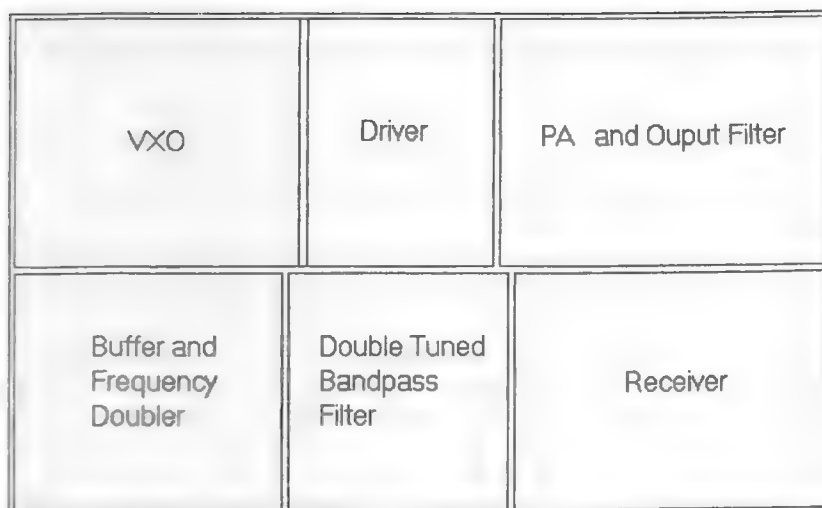 VXO
Driver
PA and Ouput Filter
Buffer and
Frequency
Doubler
Double Tuned
Bandpass
Filter
Receiver